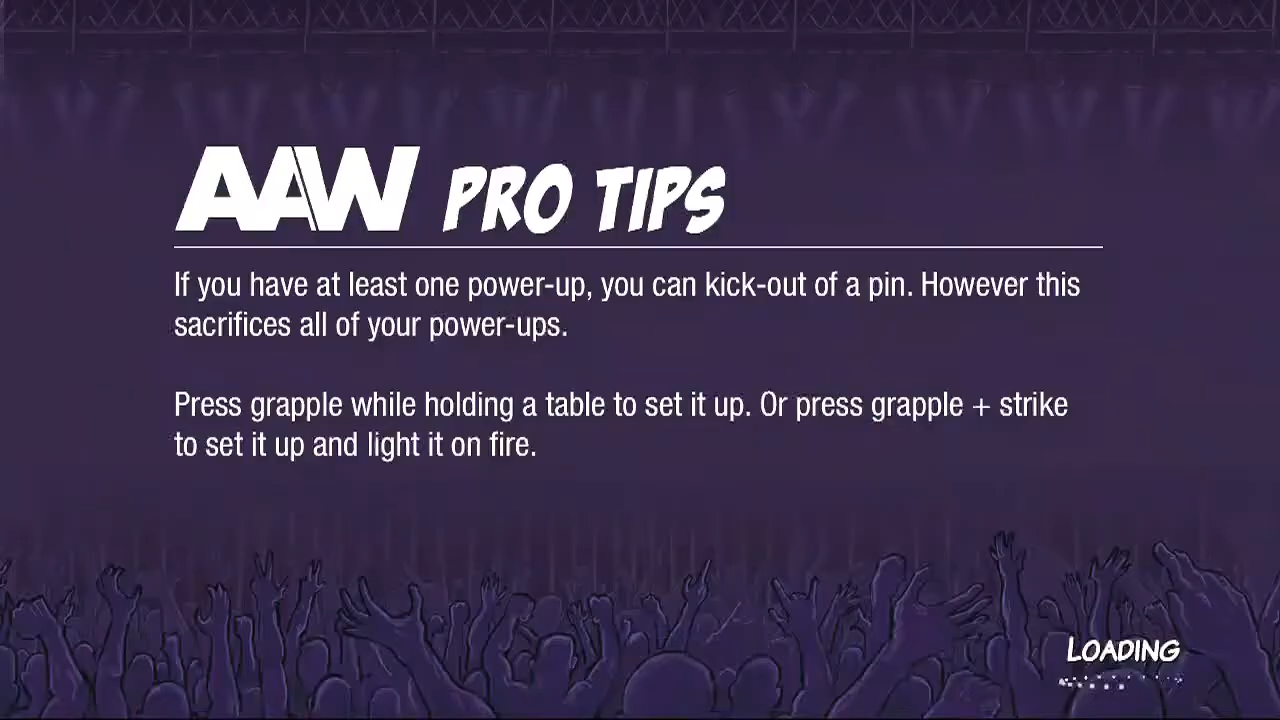 AAW PRO TIPS
If you have at least one power-up, you can kick-out of a pin. However this
sacrifices all of your power-ups.
Press grapple while holding a table to set it up. Or press grapple + strike
to set it up and light it on fire.
LOADING